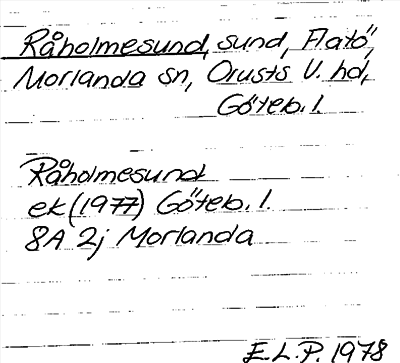 Råholmesund, sund, Flatö,
Morlanda sn, Orusts V. hd,
Göteb. l.
Råholmesund
ek (1977) Göteb. l.
8A 2j Morlanda
E.L.P. 1978